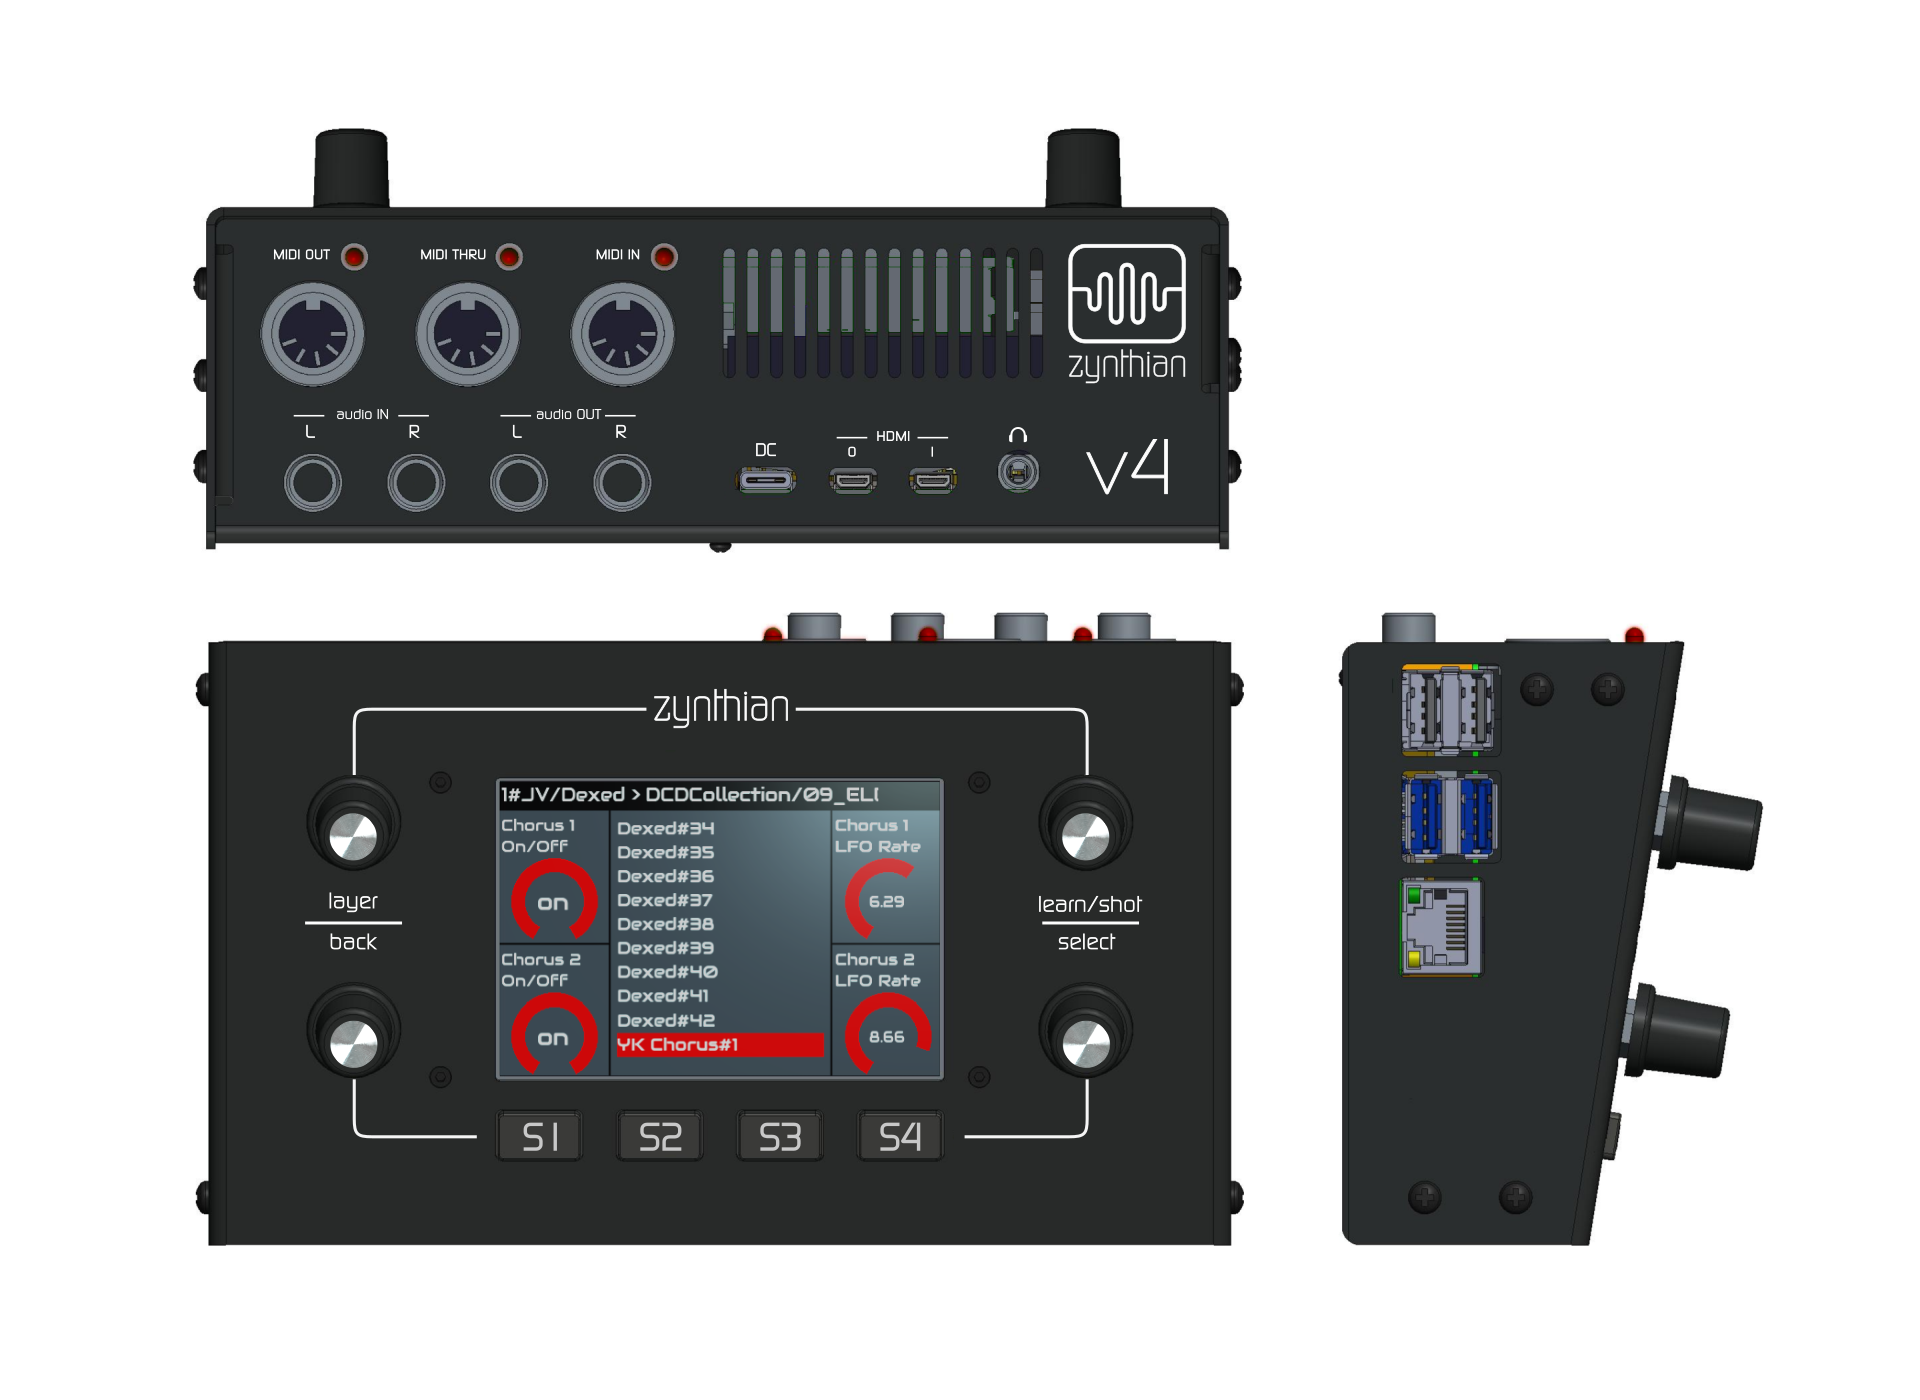 MIDI OUT
MIDI THRU
MIDI IN
zynthian
audio IN
L R
audio OUT
L R
DC
HDMI
0 1
v4
zynthian
layer
back
learn/shot
select
1#JV/Dexed > DCDCollection/09_EL(
Chorus 1
On/Off
on
Chorus 2
On/Off
on
Dexed#34
Dexed#35
Dexed#36
Dexed#37
Dexed#38
Dexed#39
Dexed#40
Dexed#41
Dexed#42
YK Chorus#1
Chorus 1
LFO Rate
6.29
Chorus 2
LFO Rate
8.66
S1 S2 S3 S4